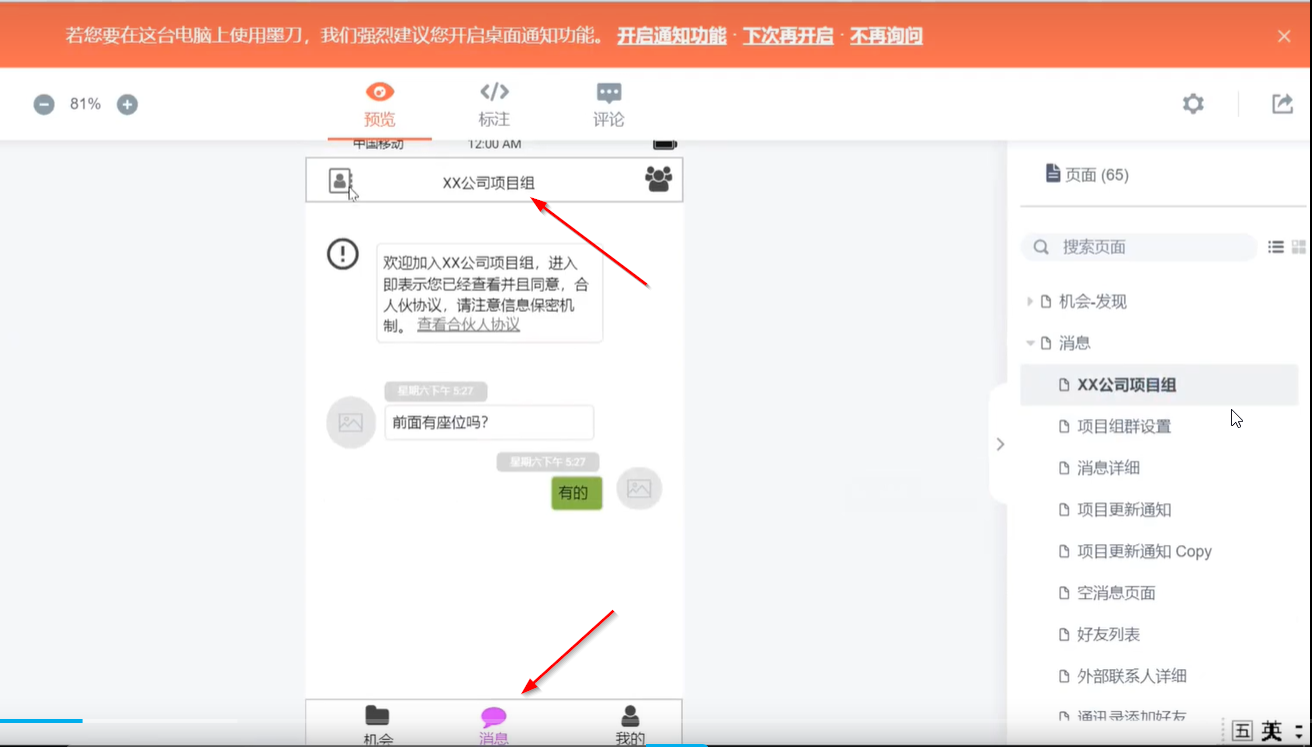 若您要在这台电脑上使用墨刀，我们强烈建议您开启桌面通知功能。 开启通知功能 · 下次再开启 · 不再询问
81%
预览
标注
评论
中国移动 12:00 AM
XX公司项目组
欢迎加入XX公司项目组，进入
即表示您已经查看并且同意，合
人伙协议，请注意信息保密机
制。 查看合伙人协议
星期六下午 5:27
前面有座位吗？
星期六下午 5:27
有的
机会
消息
我的
页面 (65)
搜索页面
机会-发现
消息
XX公司项目组
项目组群设置
消息详细
项目更新通知
项目更新通知 Copy
空消息页面
好友列表
外部联系人详细
通讯录添加好友
五 英